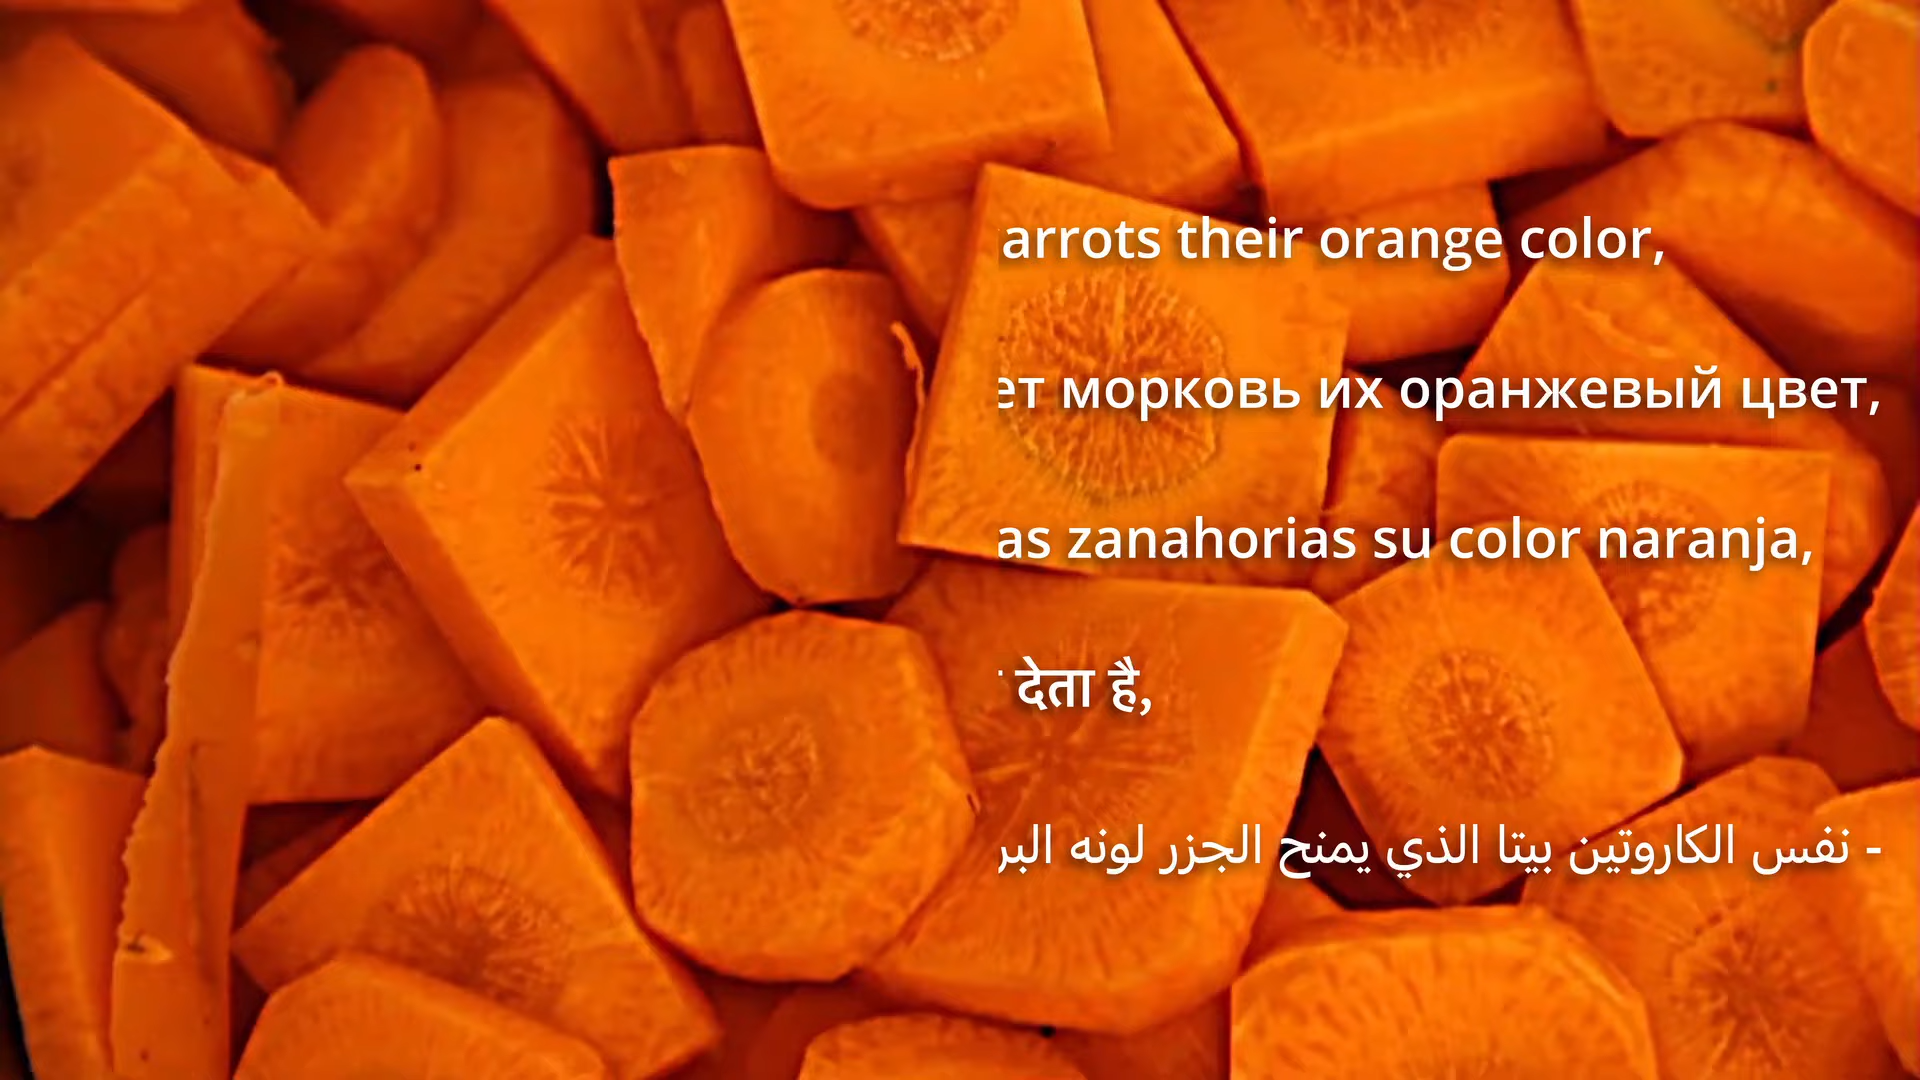 arrots their orange color,
ет морковь их оранжевый цвет,
as zanahorias su color naranja,
देता है,
- نفس الكاروتين بيتا الذي يمنح الجزر لونه البر